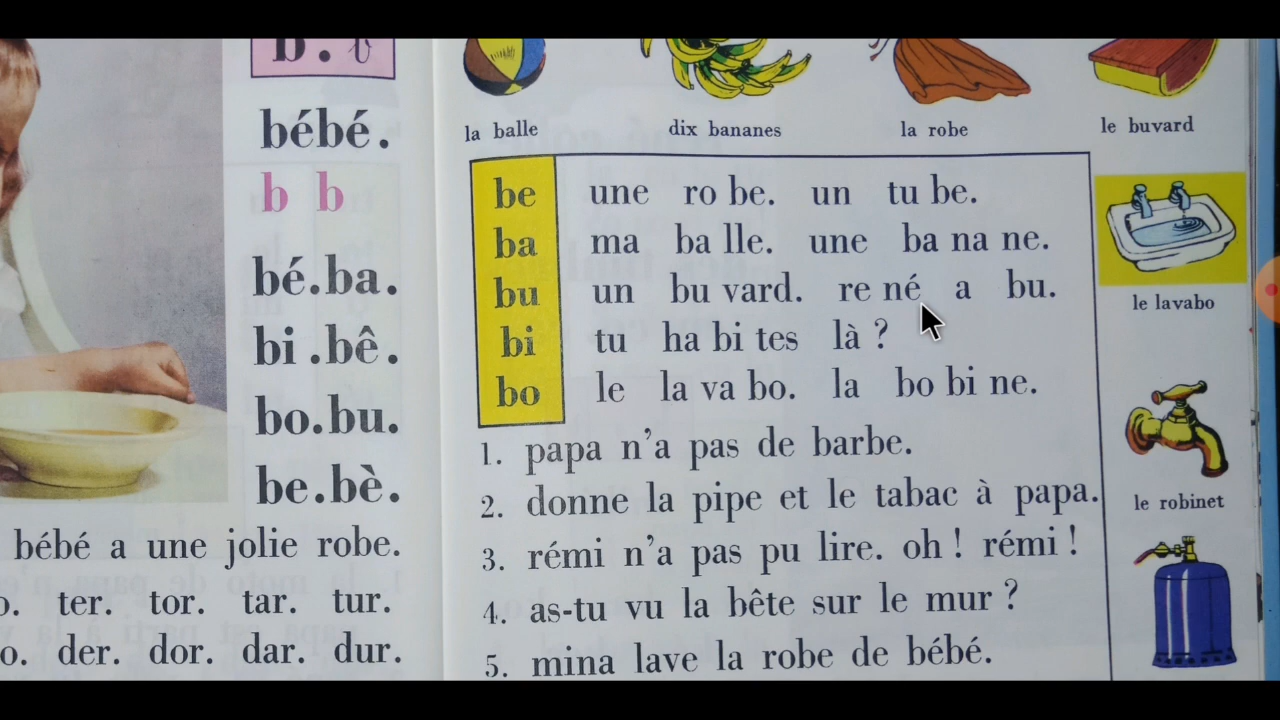 b. b
bébé.
b b
bé.ba.
bi.bê.
bo.bu.
be.bè.
bébé a une jolie robe.
ter. tor. tar. tur.
o. der. dor. dar. dur.
la balle dix bananes la robe le buvard
be une ro be. un tu be.
ba ma ba lle. une ba na ne.
bu un bu vard. re né a bu.
bi tu ha bi tes là ?
bo le la va bo. la bo bi ne.
1. papa n'a pas de barbe.
2. donne la pipe et le tabac à papa.
3. rémi n'a pas pu lire. oh ! rémi !
4. as-tu vu la bête sur le mur ?
5. mina lave la robe de bébé.
le lavabo
le robinet